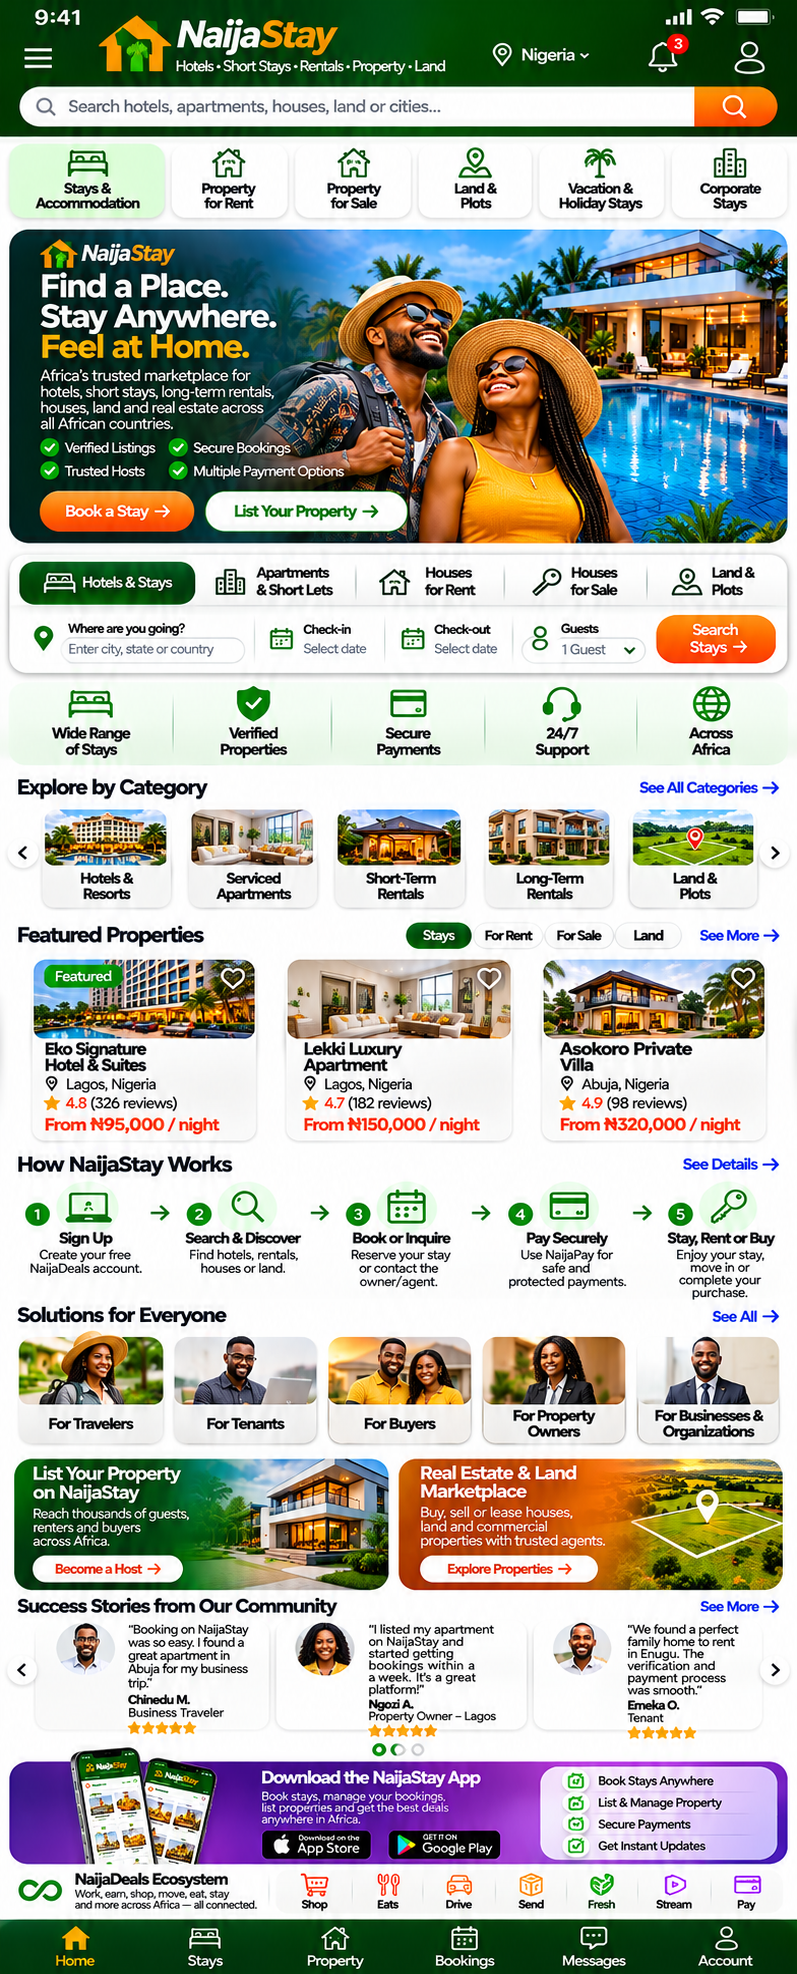 9:41
NaijaStay
Hotels • Short Stays • Rentals • Property • Land
Nigeria
3
Search hotels, apartments, houses, land or cities...
Stays &
Accommodation
Property
for Rent
Property
for Sale
Land &
Plots
Vacation &
Holiday Stays
Corporate
Stays
NaijaStay
Find a Place.
Stay Anywhere.
Feel at Home.
Africa's trusted marketplace for
hotels, short stays, long-term rentals,
houses, land and real estate across
all African countries.
Verified Listings
Secure Bookings
Trusted Hosts
Multiple Payment Options
Book a Stay →
List Your Property →
Hotels & Stays
Apartments
& Short Lets
Houses
for Rent
Houses
for Sale
Land &
Plots
Where are you going?
Enter city, state or country
Check-in
Select date
Check-out
Select date
Guests
1 Guest
Search
Stays →
Wide Range
of Stays
Verified
Properties
Secure
Payments
24/7
Support
Across
Africa
Explore by Category
See All Categories →
Hotels &
Resorts
Serviced
Apartments
Short-Term
Rentals
Long-Term
Rentals
Land &
Plots
Featured Properties
Stays
For Rent
For Sale
Land
See More →
Featured
Eko Signature
Hotel & Suites
Lagos, Nigeria
4.8 (326 reviews)
From ₦95,000 / night
Lekki Luxury
Apartment
Lagos, Nigeria
4.7 (182 reviews)
From ₦150,000 / night
Asokoro Private
Villa
Abuja, Nigeria
4.9 (98 reviews)
From ₦320,000 / night
How NaijaStay Works
See Details →
1
Sign Up
Create your free
NaijaDeals account.
2
Search & Discover
Find hotels, rentals,
houses or land.
3
Book or Inquire
Reserve your stay
or contact the
owner/agent.
4
Pay Securely
Use NaijaPay for
safe and
protected payments.
5
Stay, Rent or Buy
Enjoy your stay,
move in or
complete your
purchase.
Solutions for Everyone
See All →
For Travelers
For Tenants
For Buyers
For Property
Owners
For Businesses &
Organizations
List Your Property
on NaijaStay
Reach thousands of guests,
renters and buyers
across Africa.
Become a Host →
Real Estate & Land
Marketplace
Buy, sell or lease houses,
land and commercial
properties with trusted agents.
Explore Properties →
Success Stories from Our Community
See More →
"Booking on NaijaStay
was so easy. I found a
great apartment in
Abuja for my business
trip."
Chinedu M.
Business Traveler
"I listed my apartment
on NaijaStay and
started getting
bookings within a
a week. It's a great
platform!"
Ngozi A.
Property Owner – Lagos
"We found a perfect
family home to rent
in Enugu. The
verification and
payment process
was smooth."
Emeka O.
Tenant
NaijaStay
NaijaStay
Download the NaijaStay App
Book stays, manage your bookings,
list properties and get the best deals
anywhere in Africa.
Download on the
App Store
GET IT ON
Google Play
Book Stays Anywhere
List & Manage Property
Secure Payments
Get Instant Updates
NaijaDeals Ecosystem
Work, earn, shop, move, eat, stay
and more across Africa — all connected.
Shop
Eats
Drive
Send
Fresh
Stream
Pay
Home
Stays
Property
Bookings
Messages
Account